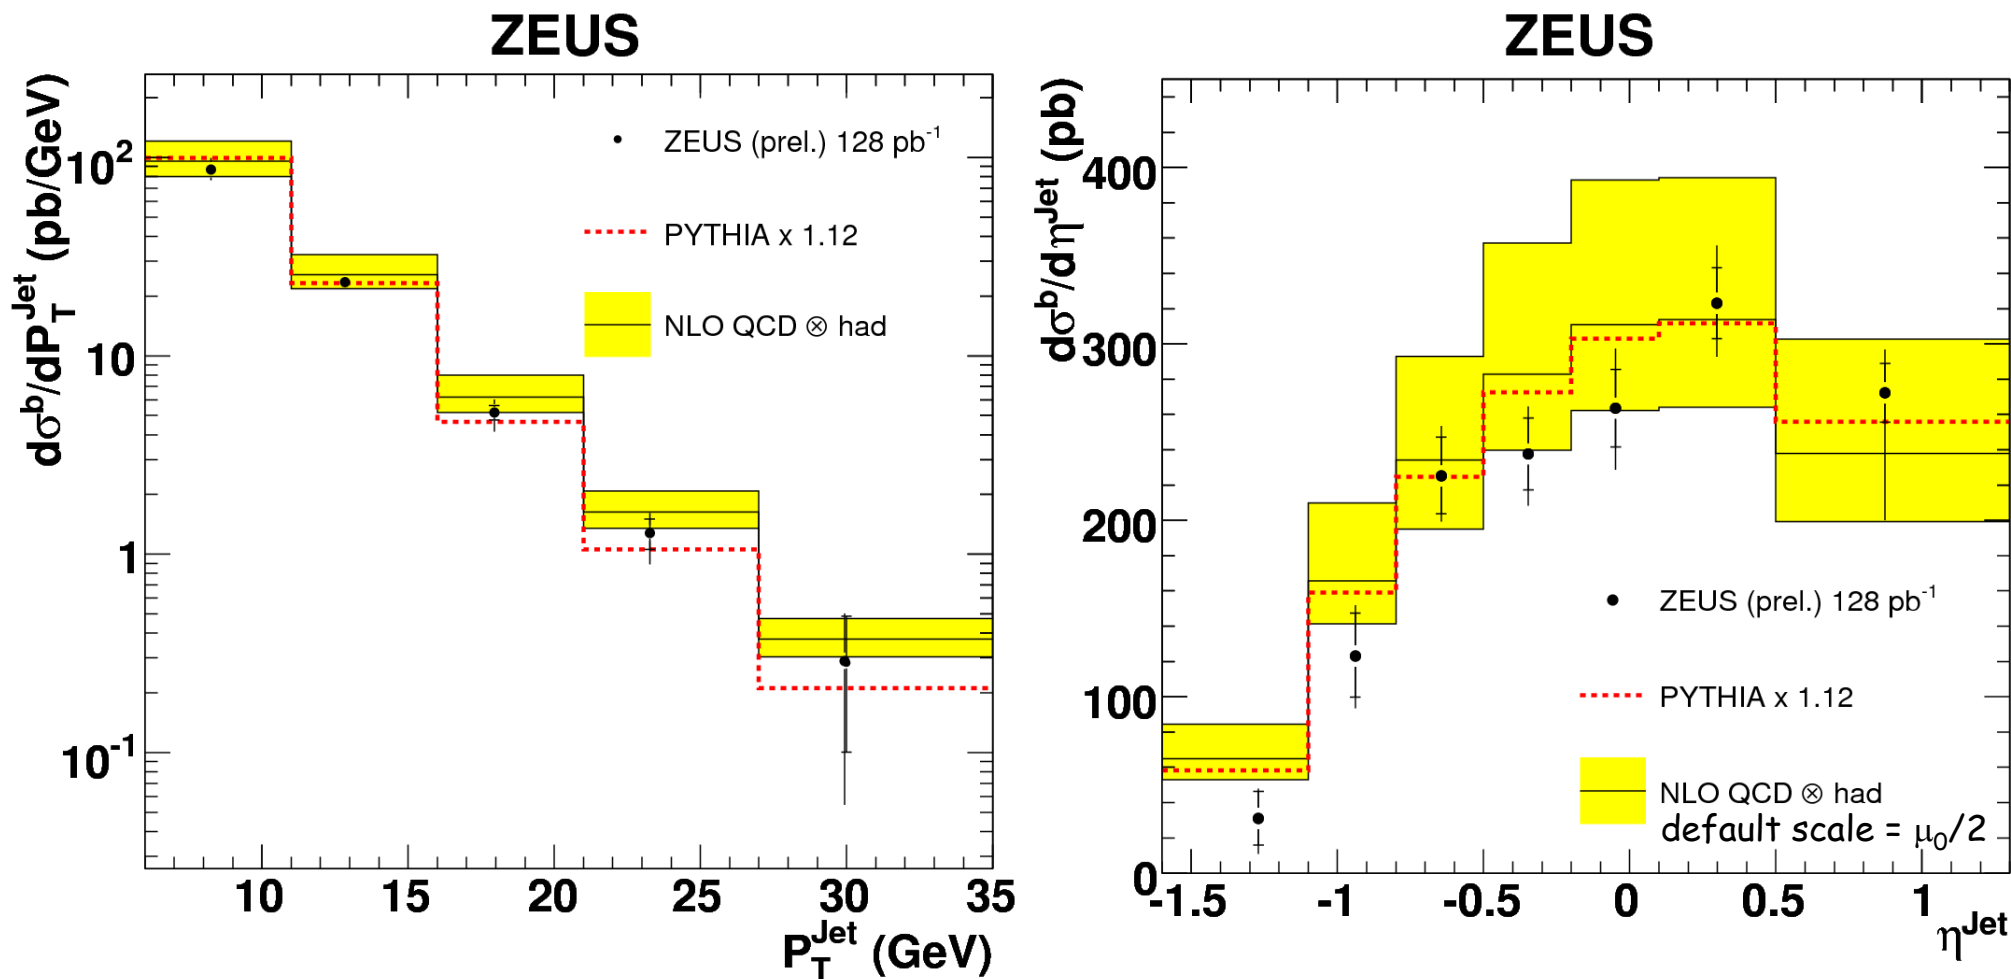 ZEUS
dσᵇ/dP_T^Jet (pb/GeV)
10²
10
1
10⁻¹
ZEUS (prel.) 128 pb⁻¹
PYTHIA x 1.12
NLO QCD ⊗ had
10 15 20 25 30 35
P_T^Jet (GeV)
ZEUS
dσᵇ/dη^Jet (pb)
400
300
200
100
0
ZEUS (prel.) 128 pb⁻¹
PYTHIA x 1.12
NLO QCD ⊗ had
default scale = μ₀/2
-1.5 -1 -0.5 0 0.5 1
η^Jet